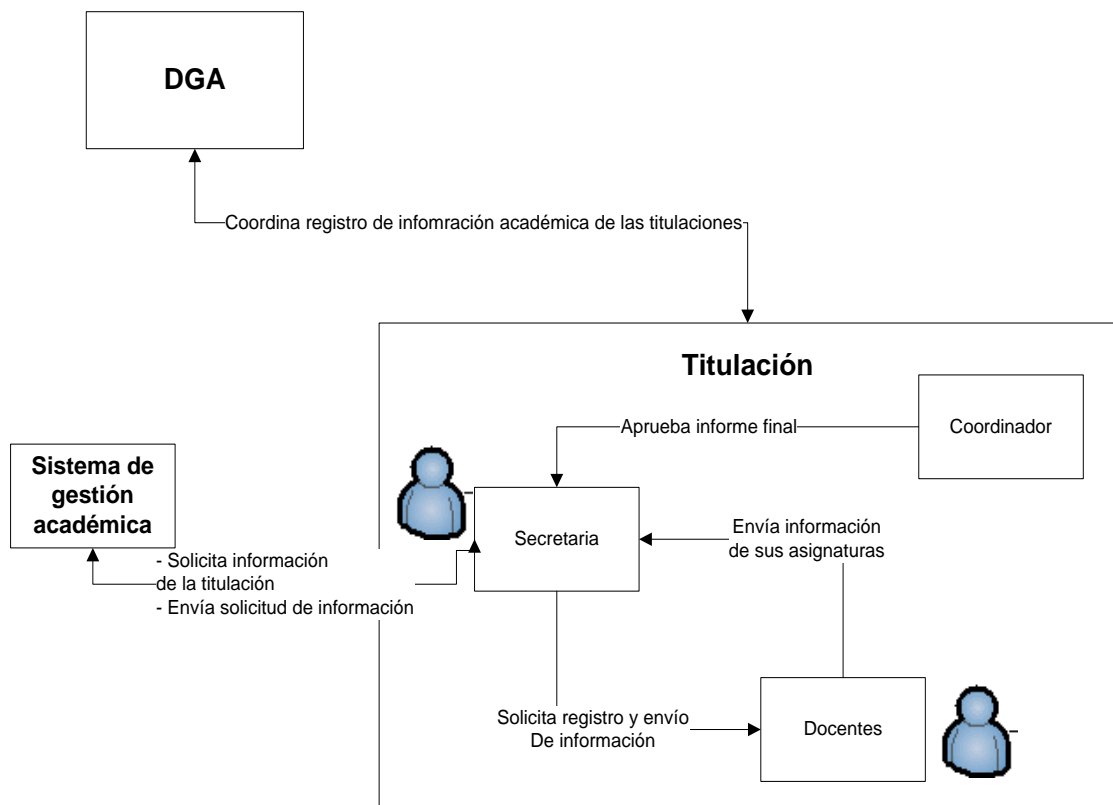 DGA
Coordina registro de infomración académica de las titulaciones
Titulación
Coordinador
Aprueba informe final
Sistema de
gestión
académica
Secretaria
Envía información
de sus asignaturas
- Solicita información
de la titulación
- Envía solicitud de información
Solicita registro y envío
De información
Docentes